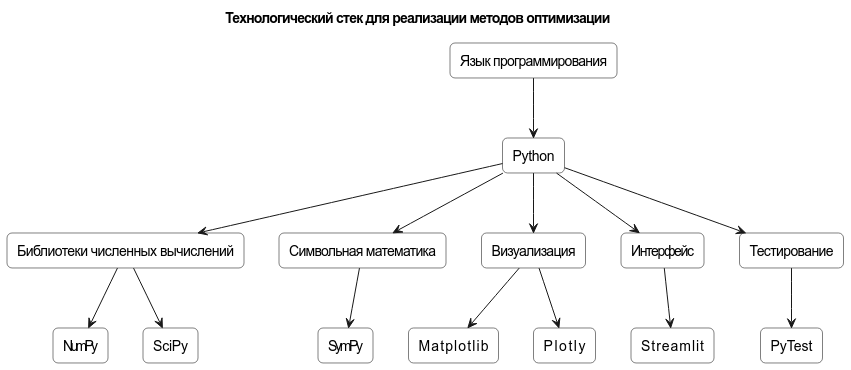 Технологический стек для реализации методов оптимизации
Язык программирования
Python
Библиотеки численных вычислений
Символьная математика
Визуализация
Интерфейс
Тестирование
NumPy
SciPy
SymPy
Matplotlib
Plotly
Streamlit
PyTest